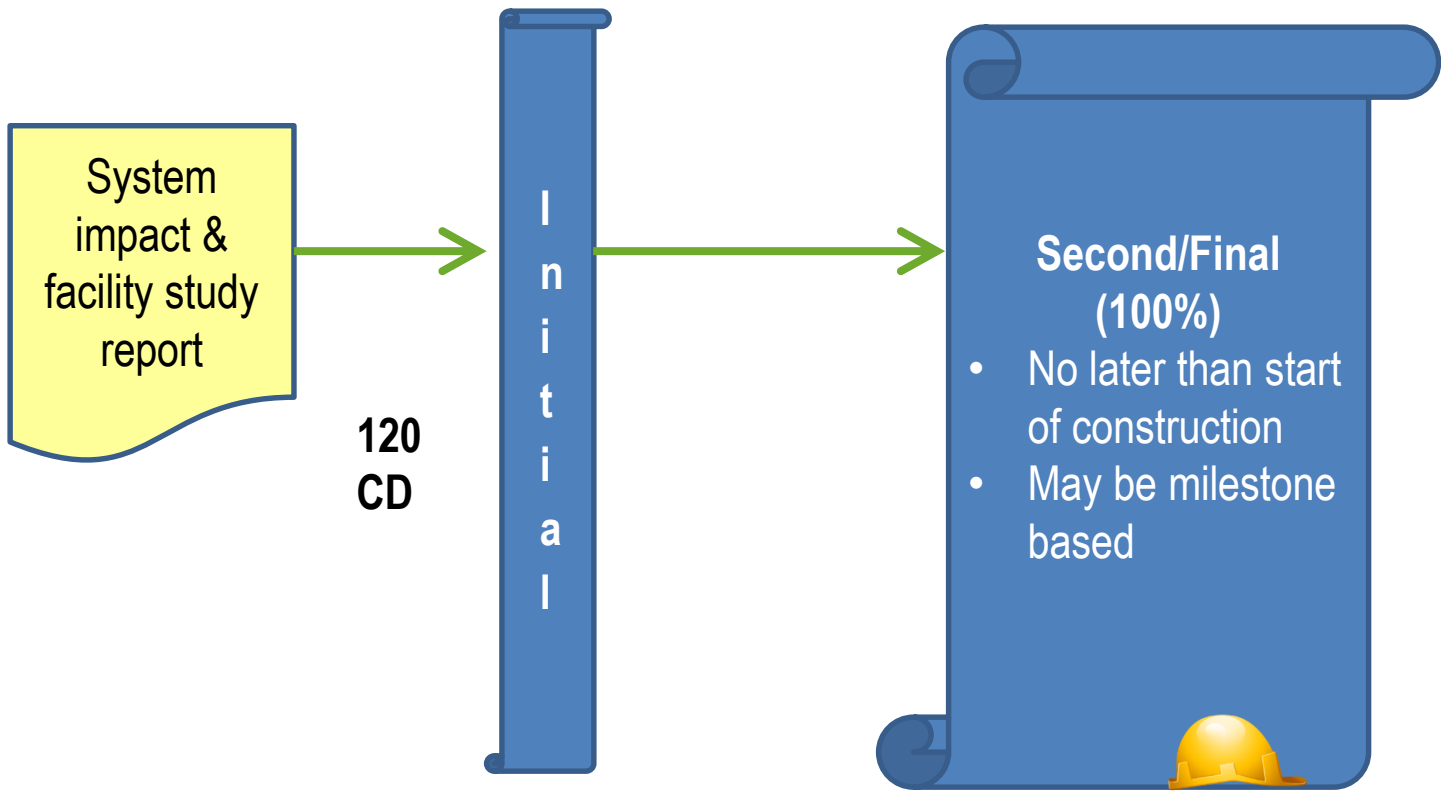 System
impact &
facility study
report
120
CD
I
n
i
t
i
a
l
Second/Final
(100%)
• No later than start
of construction
• May be milestone
based